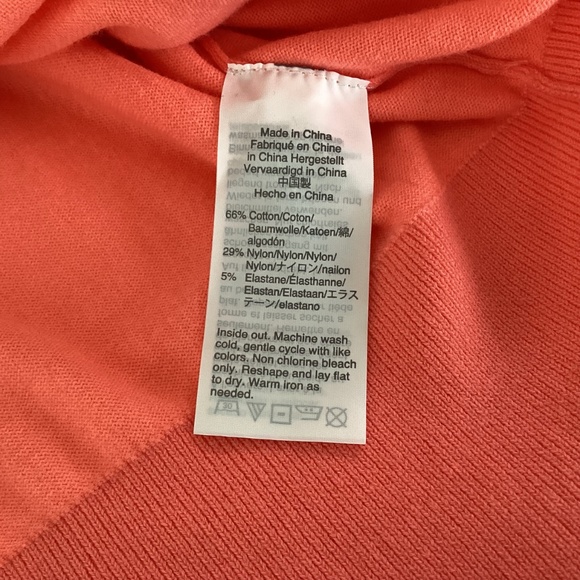 Made in China
Fabriqué en Chine
in China Hergestellt
Vervaardigd in China
中国製
Hecho en China
66% Cotton/Coton/
Baumwolle/Katoen/綿/
algodón
29% Nylon/Nylon/Nylon/
Nylon/ナイロン/nailon
5% Elastane/Élasthanne/
Elastan/Elastaan/エラス
テーン/elastano
Inside out. Machine wash
cold, gentle cycle with like
colors. Non chlorine bleach
only. Reshape and lay flat
to dry. Warm iron as
needed.
30